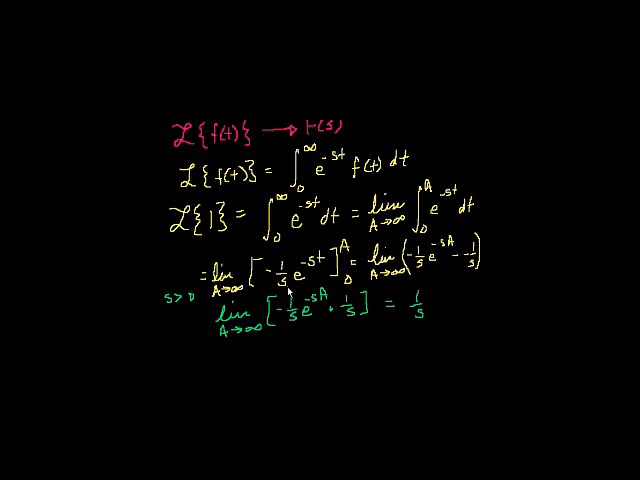 ℒ{f(t)} → F(s)
ℒ{f(t)} = ∫₀^∞ e^{-st} f(t) dt
ℒ{1} = ∫₀^∞ e^{-st} dt = lim_{A→∞} ∫₀^A e^{-st} dt
= lim_{A→∞} [-1/s e^{-st}]₀^A = lim_{A→∞} (-1/s e^{-sA} - -1/s)
s>0
lim_{A→∞} [-1/s e^{-sA} + 1/s] = 1/s